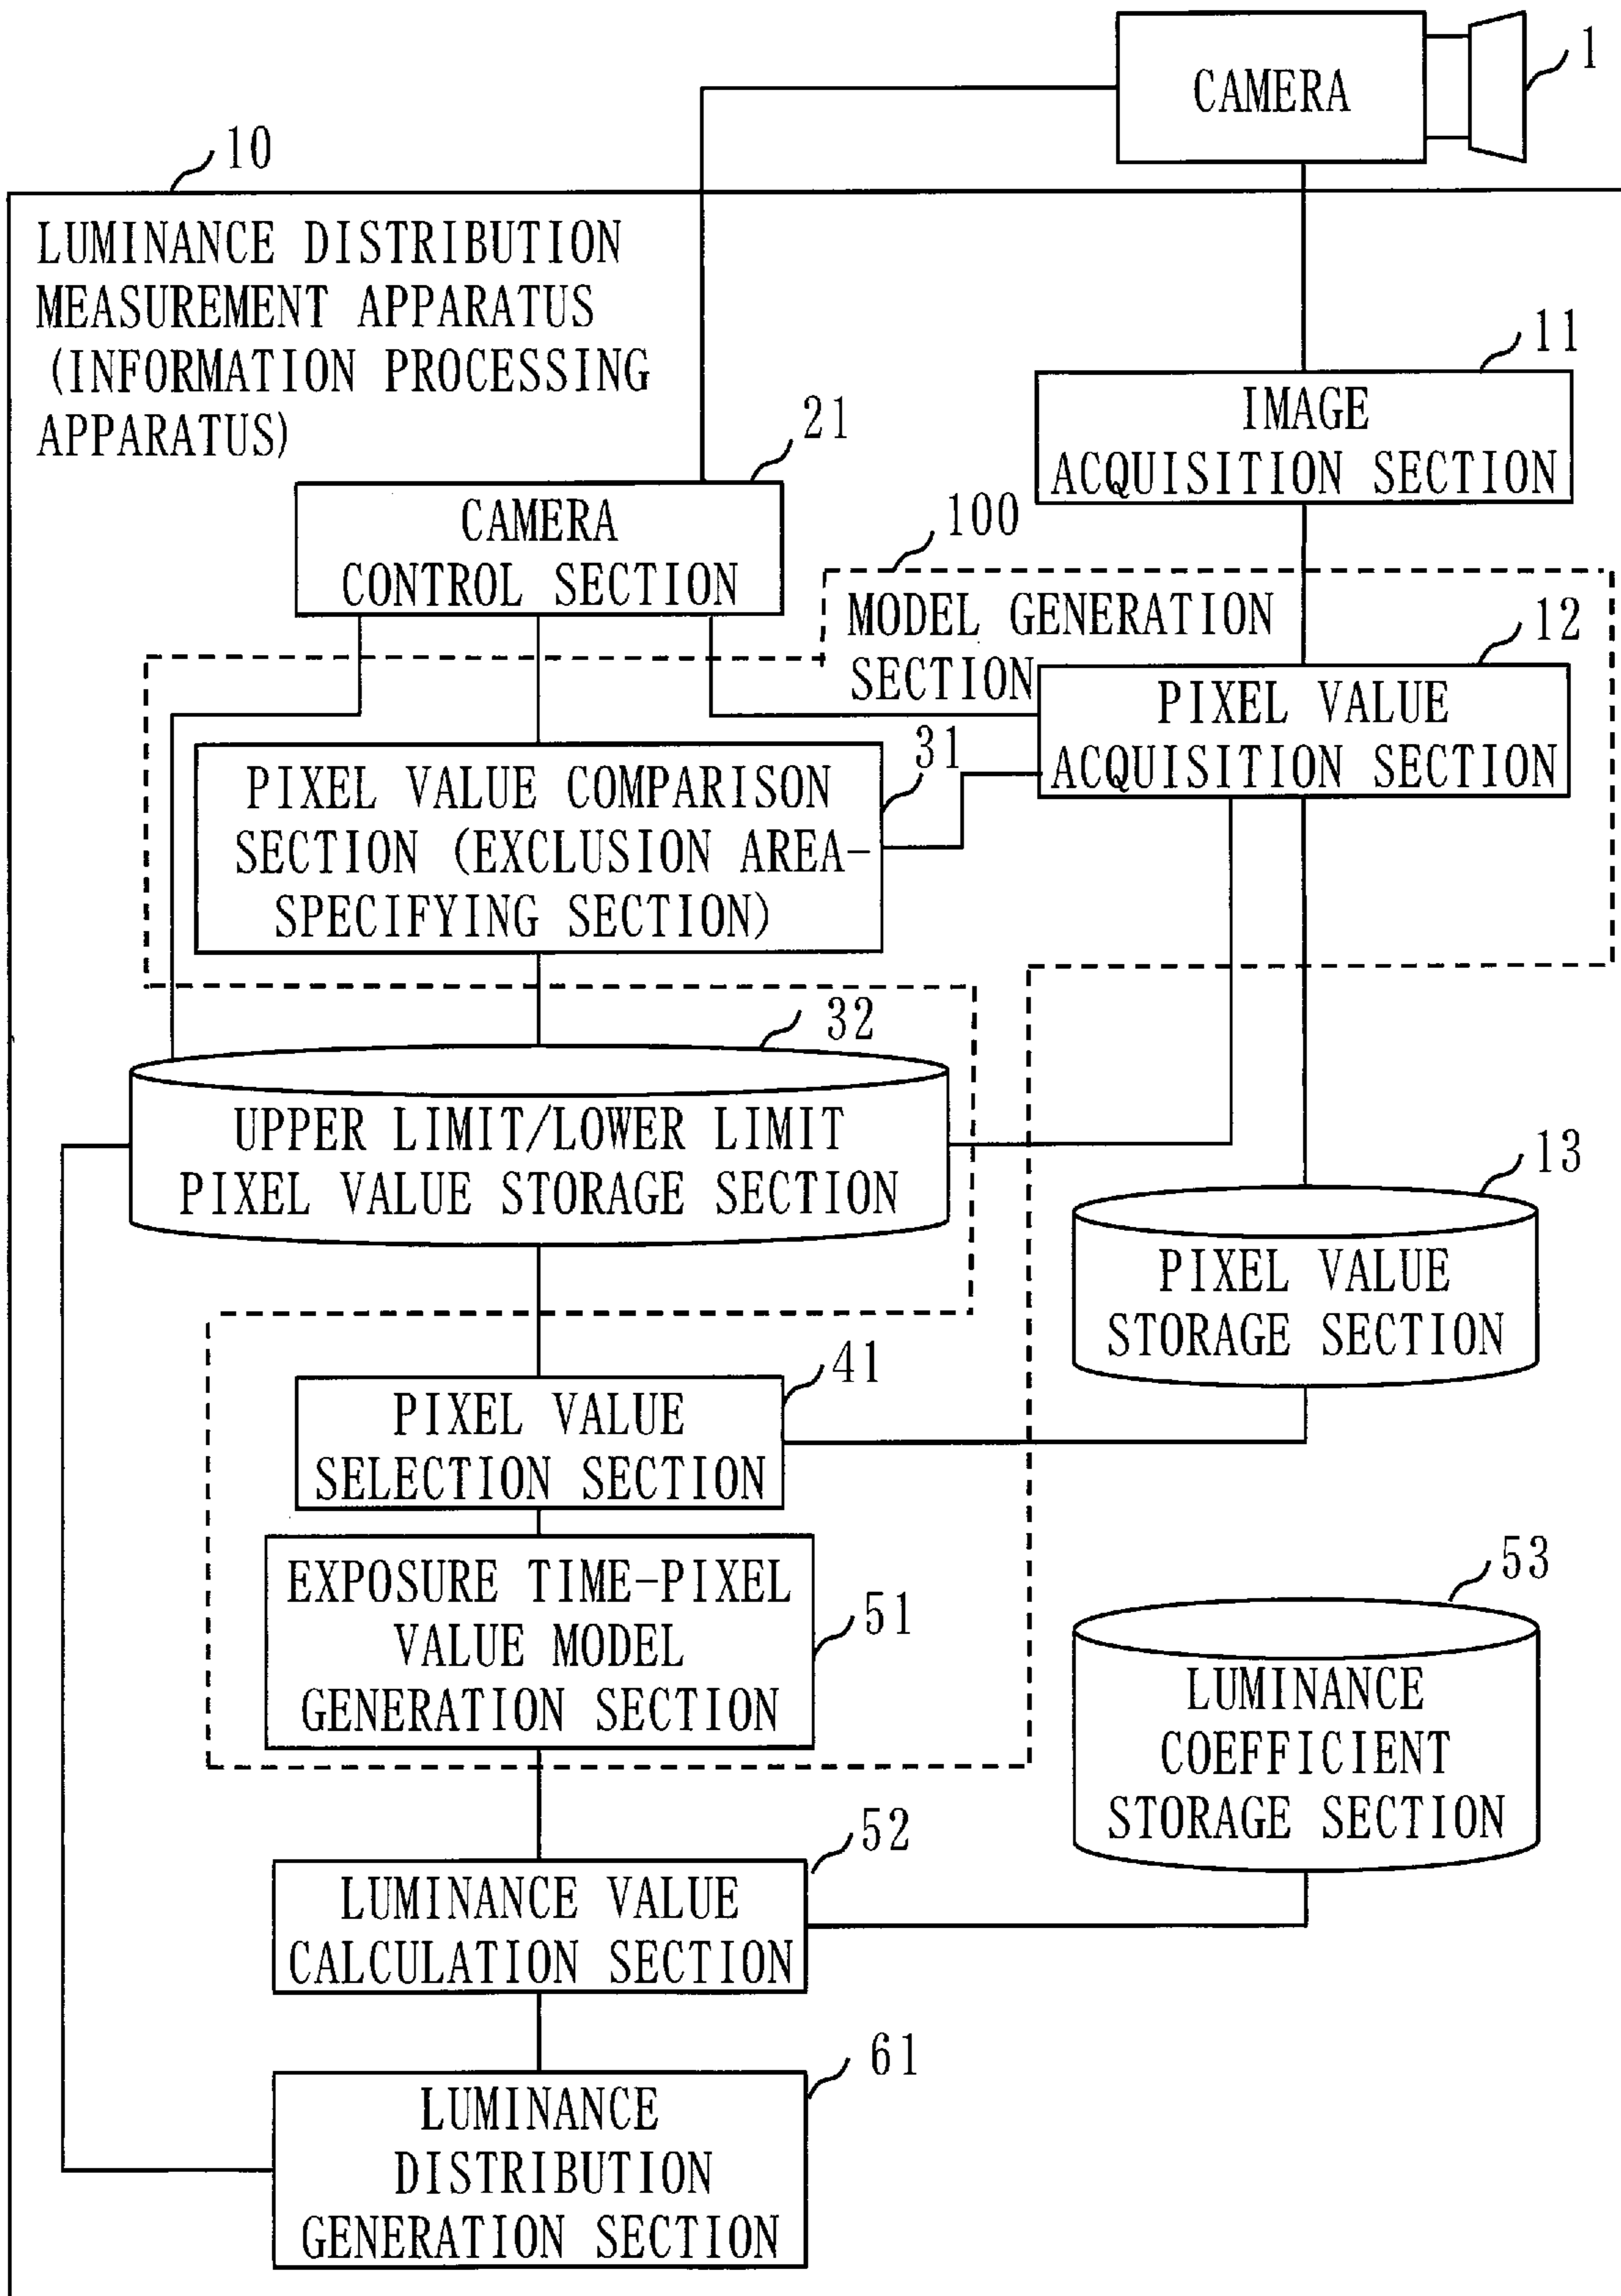 CAMERA
1
10
LUMINANCE DISTRIBUTION
MEASUREMENT APPARATUS
(INFORMATION PROCESSING
APPARATUS)
11
IMAGE
ACQUISITION SECTION
21
CAMERA
CONTROL SECTION
100
MODEL GENERATION
SECTION
12
PIXEL VALUE
ACQUISITION SECTION
31
PIXEL VALUE COMPARISON
SECTION (EXCLUSION AREA-
SPECIFYING SECTION)
32
UPPER LIMIT/LOWER LIMIT
PIXEL VALUE STORAGE SECTION
13
PIXEL VALUE
STORAGE SECTION
41
PIXEL VALUE
SELECTION SECTION
EXPOSURE TIME-PIXEL
VALUE MODEL
GENERATION SECTION
51
53
LUMINANCE
COEFFICIENT
STORAGE SECTION
52
LUMINANCE VALUE
CALCULATION SECTION
61
LUMINANCE
DISTRIBUTION
GENERATION SECTION